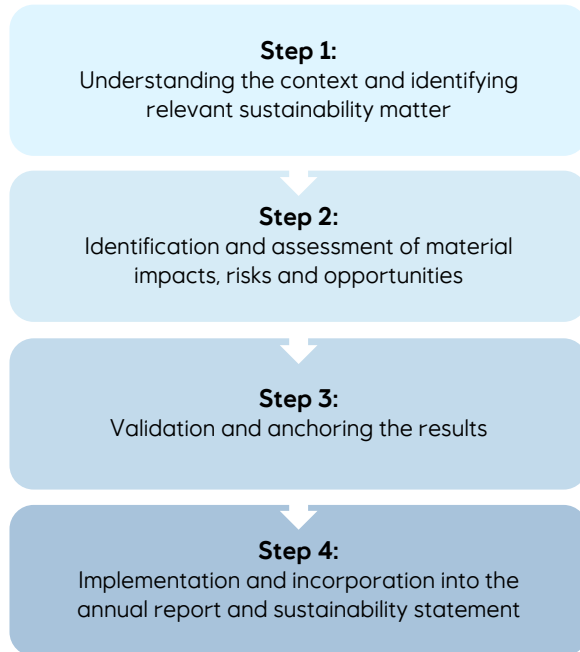 Step 1:
Understanding the context and identifying
relevant sustainability matter
Step 2:
Identification and assessment of material
impacts, risks and opportunities
Step 3:
Validation and anchoring the results
Step 4:
Implementation and incorporation into the
annual report and sustainability statement